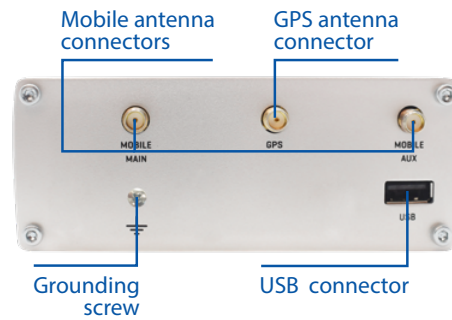 Mobile antenna
connectors
GPS antenna
connector
MOBILE
MAIN
GPS
MOBILE
AUX
USB
Grounding
screw
USB connector